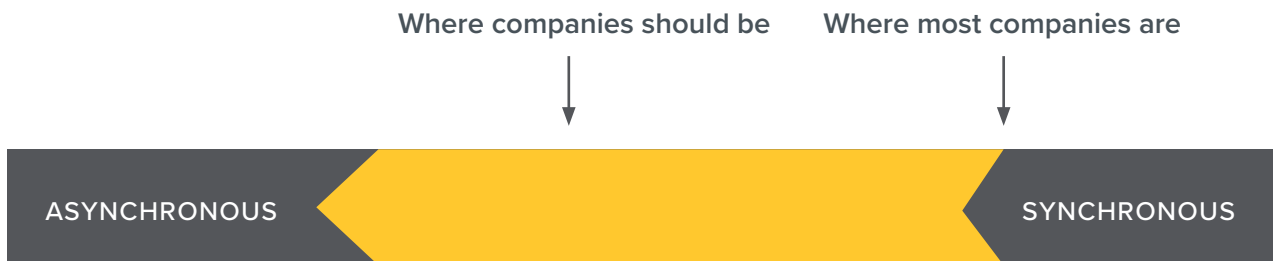 Where companies should be
Where most companies are
ASYNCHRONOUS
SYNCHRONOUS